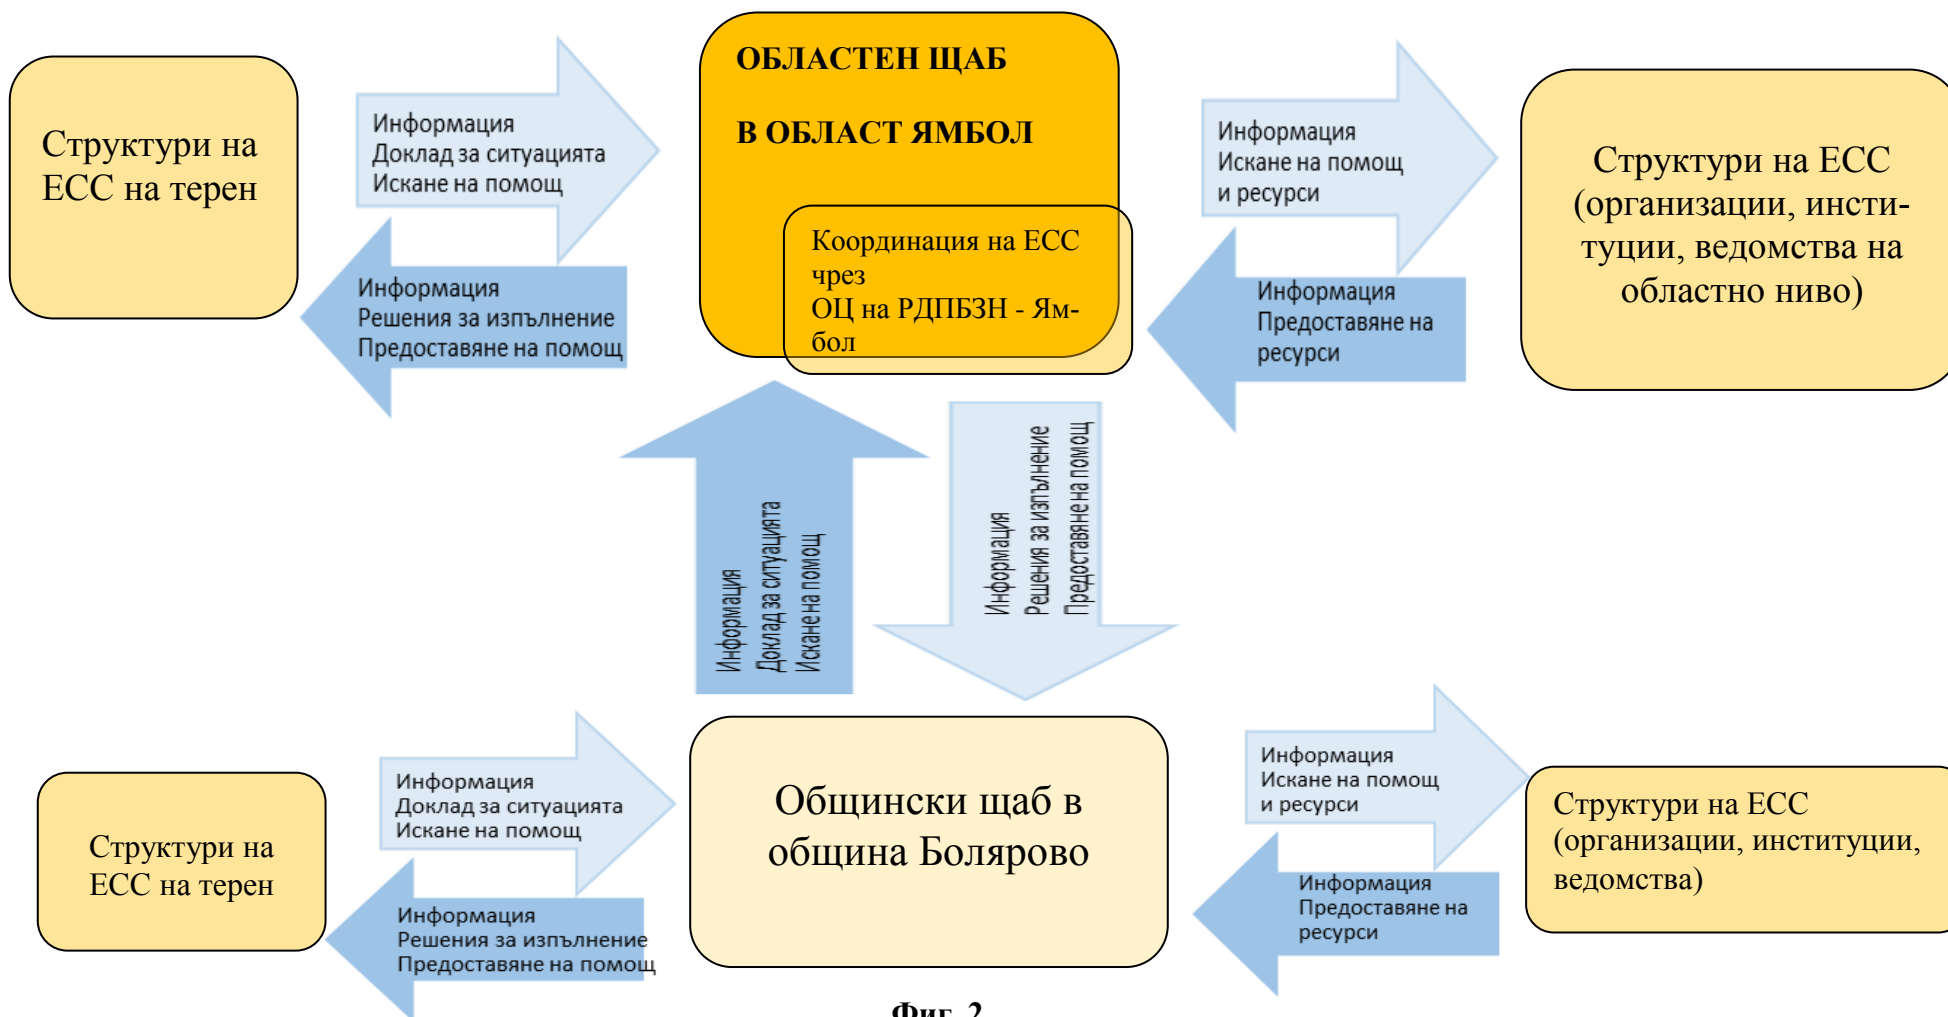 Структури на
ЕСС на терен
Информация
Доклад за ситуацията
Искане на помощ
Информация
Решения за изпълнение
Предоставяне на помощ
ОБЛАСТЕН ЩАБ
В ОБЛАСТ ЯМБОЛ
Координация на ЕСС
чрез
ОЦ на РДПБЗН - Ям-
бол
Информация
Искане на помощ
и ресурси
Информация
Предоставяне на
ресурси
Структури на ЕСС
(организации, инсти-
туции, ведомства на
областно ниво)
Информация
Доклад за ситуацията
Искане на помощ
Информация
Решения за изпълнение
Предоставяне на помощ
Структури на
ЕСС на терен
Информация
Доклад за ситуацията
Искане на помощ
Информация
Решения за изпълнение
Предоставяне на помощ
Общински щаб в
община Болярово
Информация
Искане на помощ
и ресурси
Информация
Предоставяне на
ресурси
Структури на ЕСС
(организации, институции,
ведомства)
Фиг. 2